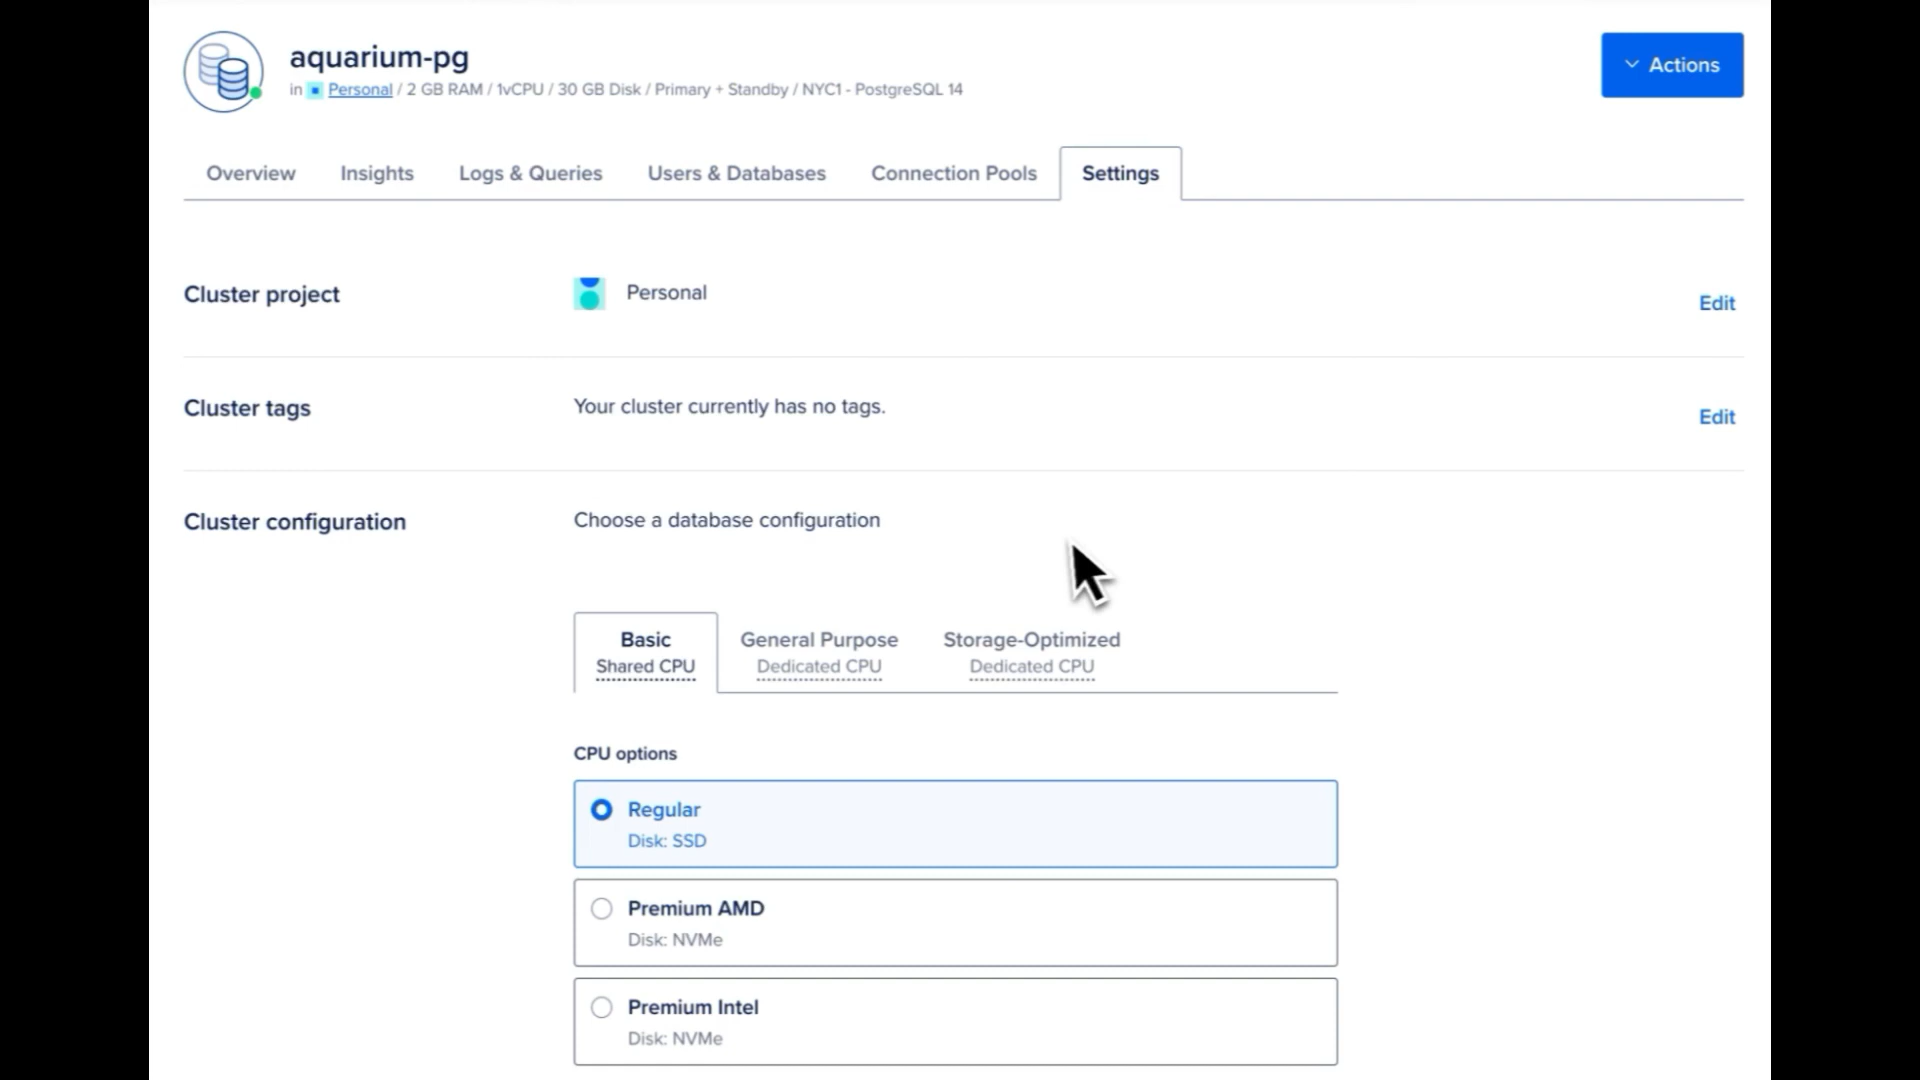 aquarium-pg
in Personal / 2 GB RAM / 1vCPU / 30 GB Disk / Primary + Standby / NYC1 - PostgreSQL 14
Actions
Overview Insights Logs & Queries Users & Databases Connection Pools Settings
Cluster project Personal Edit
Cluster tags Your cluster currently has no tags. Edit
Cluster configuration Choose a database configuration
Basic General Purpose Storage-Optimized
Shared CPU Dedicated CPU Dedicated CPU
CPU options
Regular
Disk: SSD
Premium AMD
Disk: NVMe
Premium Intel
Disk: NVMe